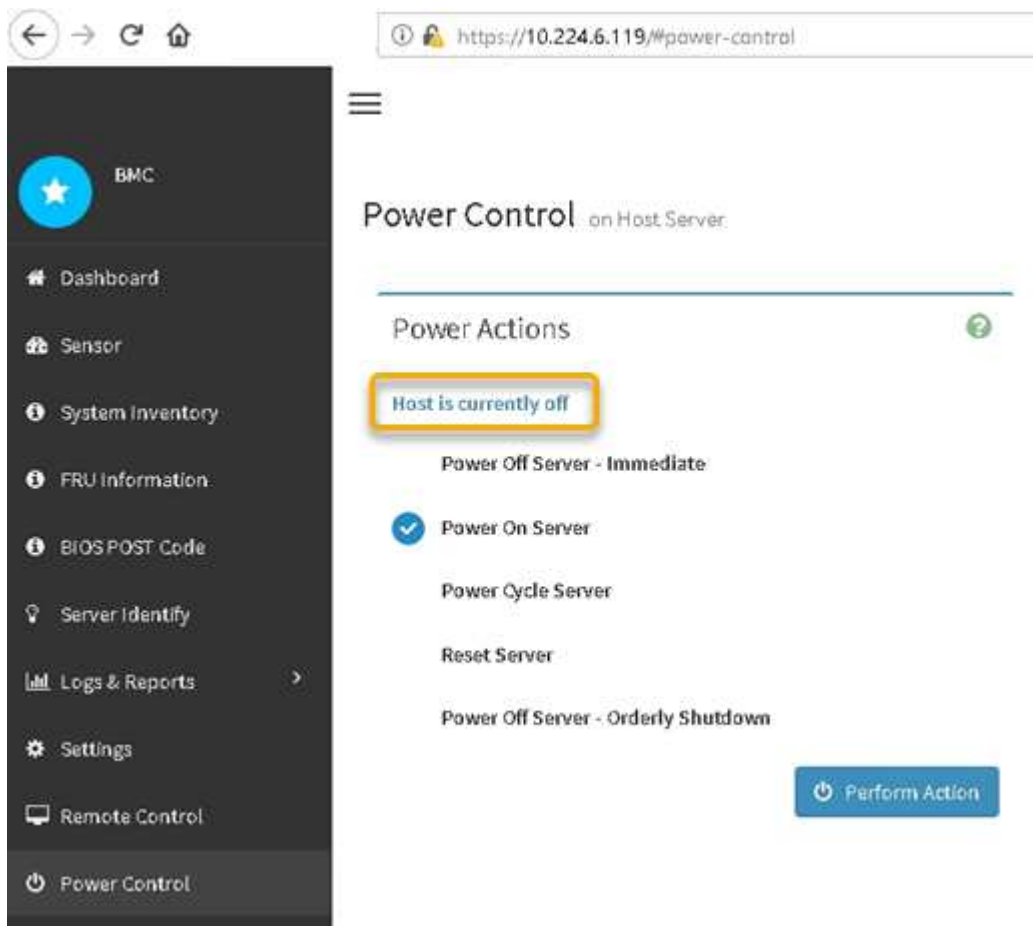 https://10.224.6.119/#power-control
BMC
Power Control on Host Server
Dashboard
Sensor
System Inventory
FRU Information
BIOS POST Code
Server Identify
Logs & Reports
Settings
Remote Control
Power Control
Power Actions
Host is currently off
Power Off Server - Immediate
Power On Server
Power Cycle Server
Reset Server
Power Off Server - Orderly Shutdown
Perform Action